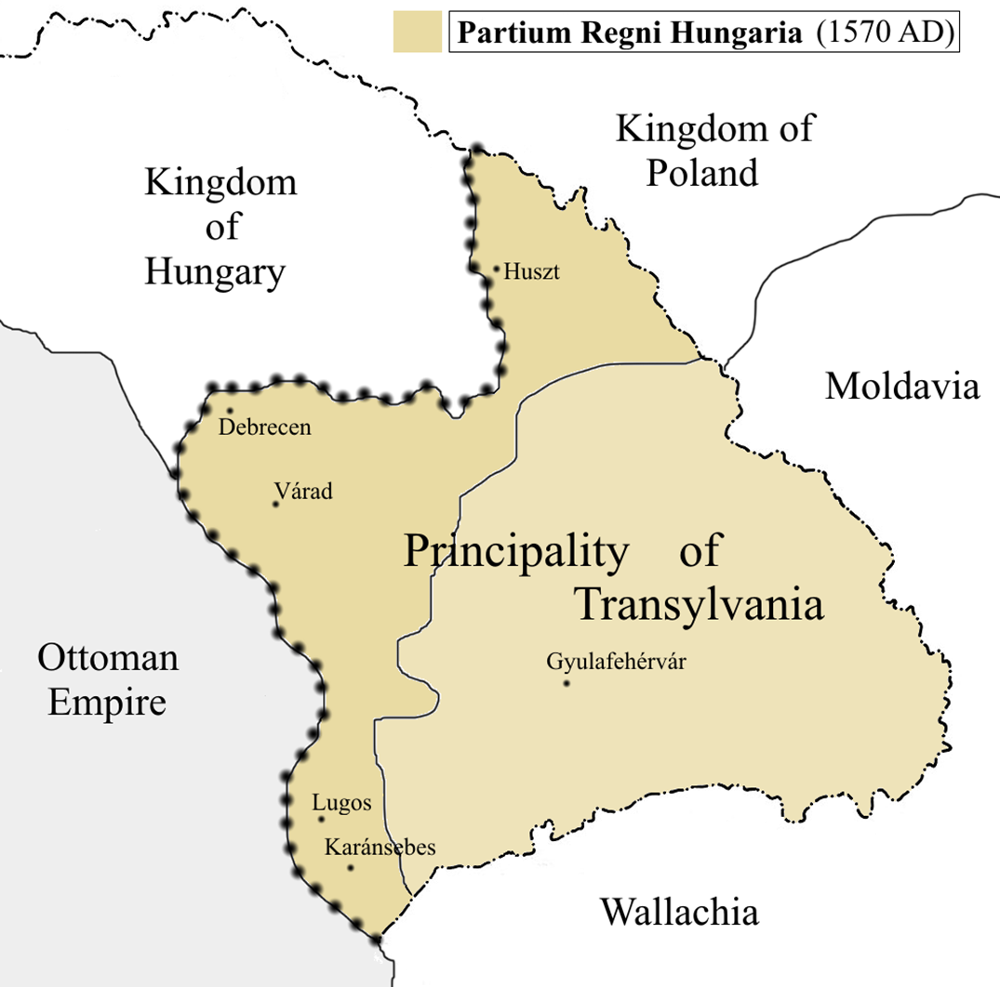 Partium Regni Hungaria (1570 AD)
Kingdom of
Poland
Kingdom
of
Hungary
Huszt
Moldavia
Debrecen
Várad
Principality of
Transylvania
Ottoman
Empire
Gyulafehérvár
Lugos
Karánsebes
Wallachia